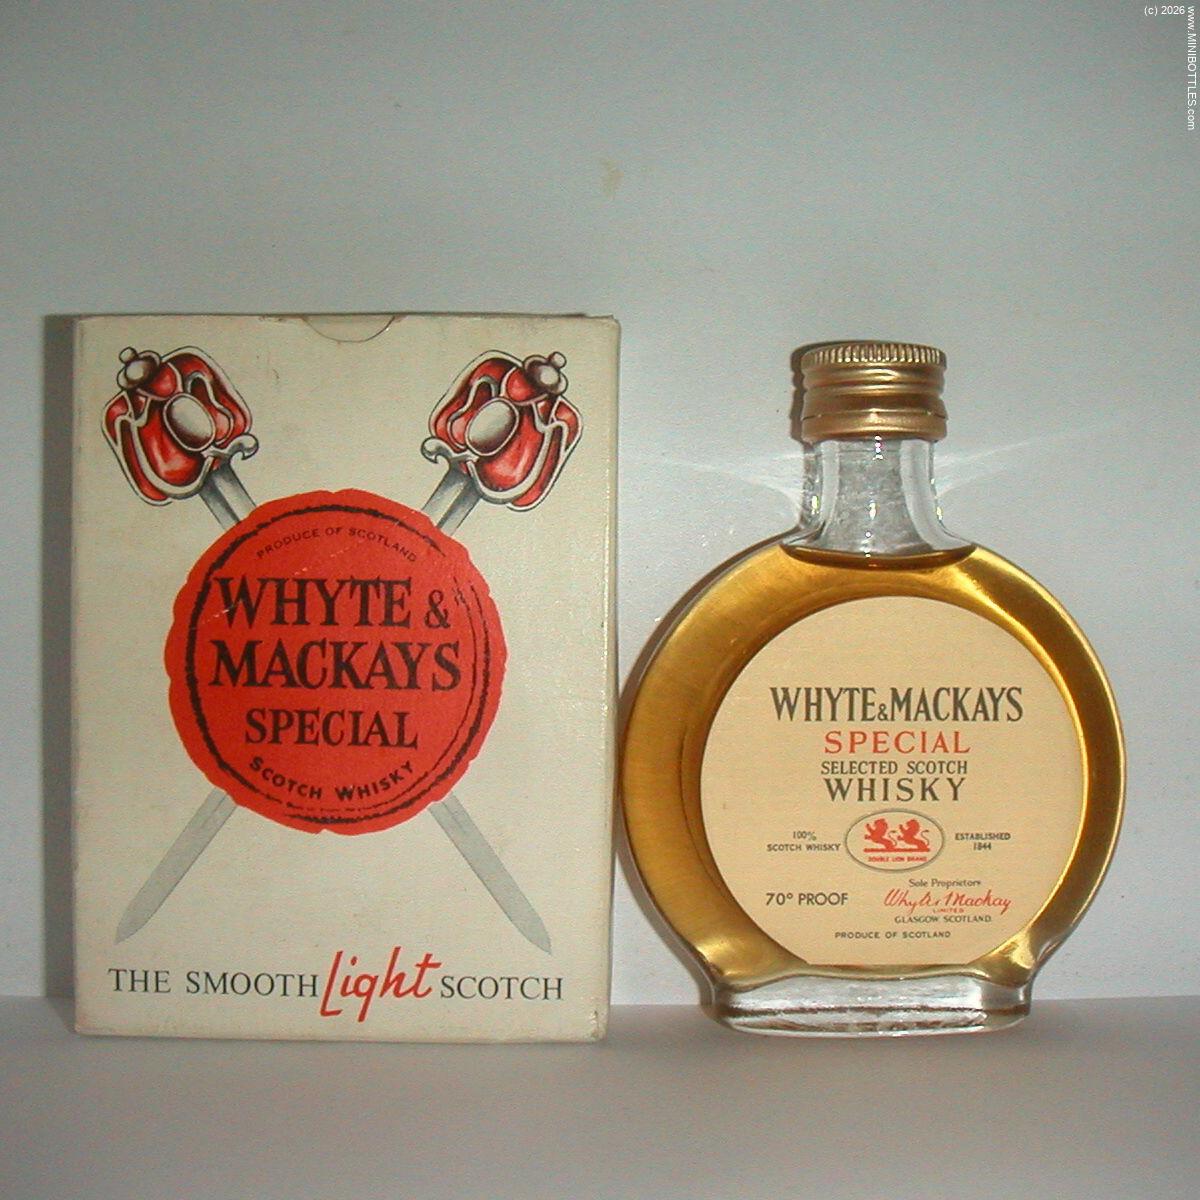 (c) 2026 www.MINIBOTTLES.com
PRODUCE OF SCOTLAND
WHYTE &
MACKAYS
SPECIAL
SCOTCH WHISKY
THE SMOOTH Light SCOTCH
WHYTE & MACKAYS
SPECIAL
SELECTED SCOTCH
WHISKY
100%
SCOTCH WHISKY
DOUBLE LION BRAND
ESTABLISHED
1844
70° PROOF
Sole Proprietors
Whyte & Mackay
LIMITED
GLASGOW SCOTLAND.
PRODUCE OF SCOTLAND